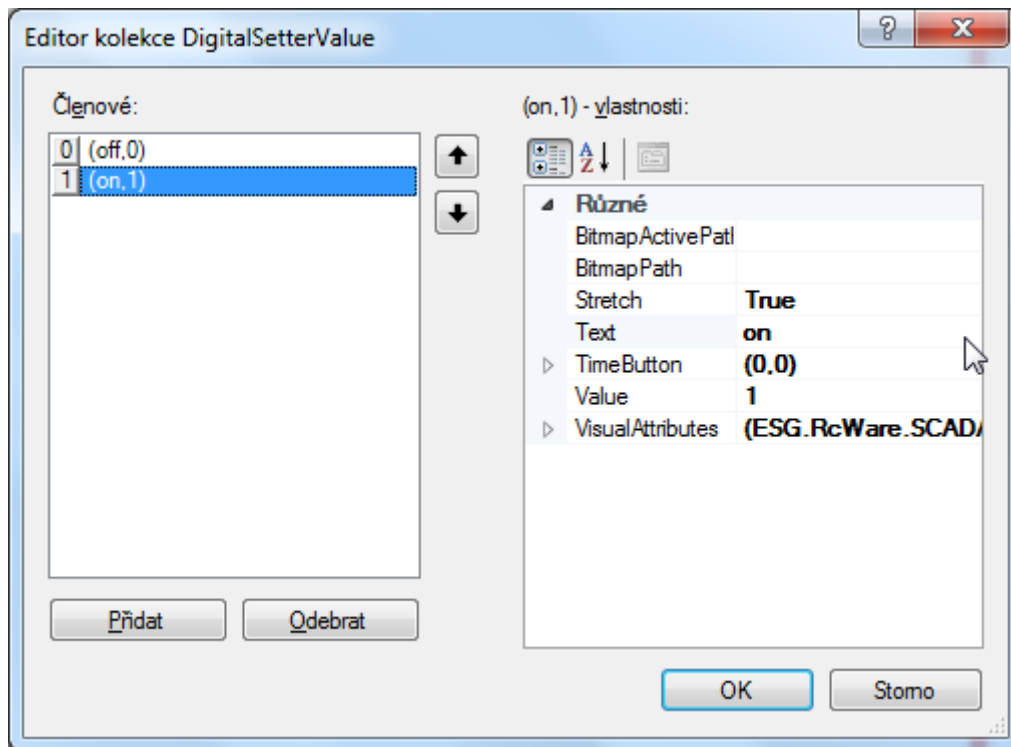 Editor kolekce DigitalSetterValue
Členové:
0 (off,0)
1 (on,1)
(on,1) - vlastnosti:
Různé
BitmapActivePatl
BitmapPath
Stretch True
Text on
TimeButton (0,0)
Value 1
VisualAttributes (ESG.RcWare.SCADA
Přidat
Odebrat
OK
Storno